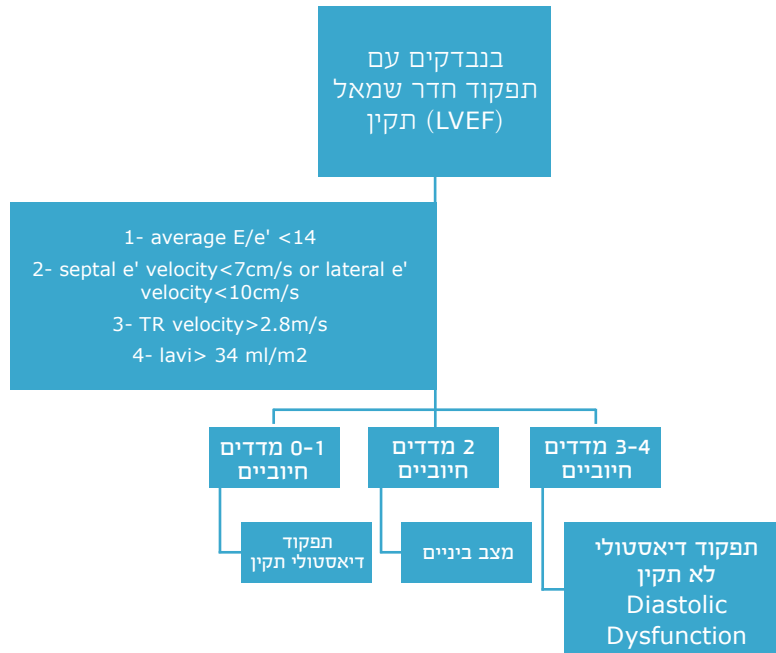 בנבדקים עם
תפקוד חדר שמאל
(LVEF) תקין
1- average E/e' <14
2- septal e' velocity<7cm/s or lateral e'
velocity<10cm/s
3- TR velocity>2.8m/s
4- lavi> 34 ml/m2
0-1 מדדים
חיוביים
2 מדדים
חיוביים
3-4 מדדים
חיוביים
תפקוד
דיאסטולי תקין
מצב ביניים
תפקוד דיאסטולי
לא תקין
Diastolic
Dysfunction